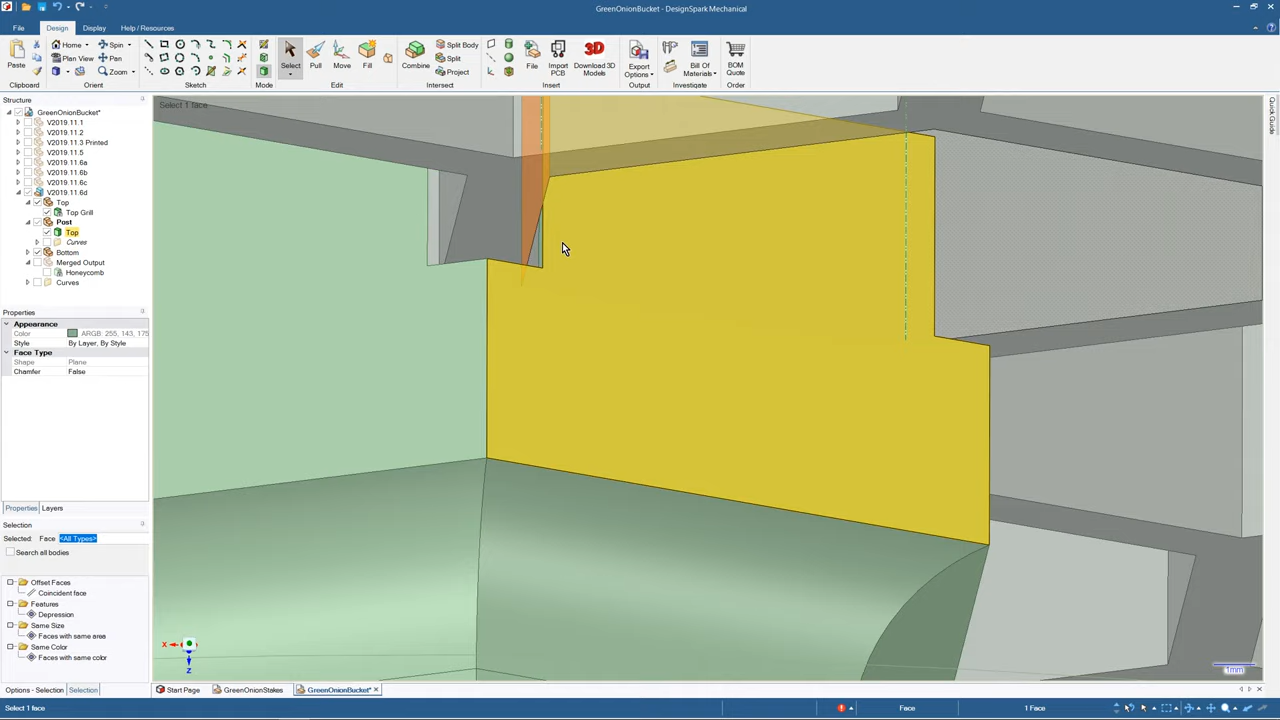 GreenOnionBucket - DesignSpark Mechanical
File Design Display Help / Resources
Paste Home Spin Plan View Pan Zoom Select Pull Move Fill Combine Split Body Split Project File Import PCB Download 3D Models Export Options Bill Of Materials BOM Quote
3D
Clipboard Orient Sketch Mode Edit Intersect Insert Output Investigate Order
Structure
Select 1 face
Quick Guide
GreenOnionBucket*
V2019.11.1
V2019.11.2
V2019.11.3 Printed
V2019.11.5
V2019.11.6a
V2019.11.6b
V2019.11.6c
V2019.11.6d
Top
Top Grill
Post
Top
Curves
Bottom
Merged Output
Honeycomb
Curves
Properties
Appearance
Color ARGB: 255, 143, 175
Style By Layer, By Style
Face Type
Shape Plane
Chamfer False
Properties Layers
Selection
Selected: Face <All Types>
Search all bodies
Offset Faces
Coincident face
Features
Depression
Same Size
Faces with same area
Same Color
Faces with same color
X
Z
1mm
Options - Selection Selection Start Page GreenOnionStakes GreenOnionBucket*
Select 1 face Face 1 Face